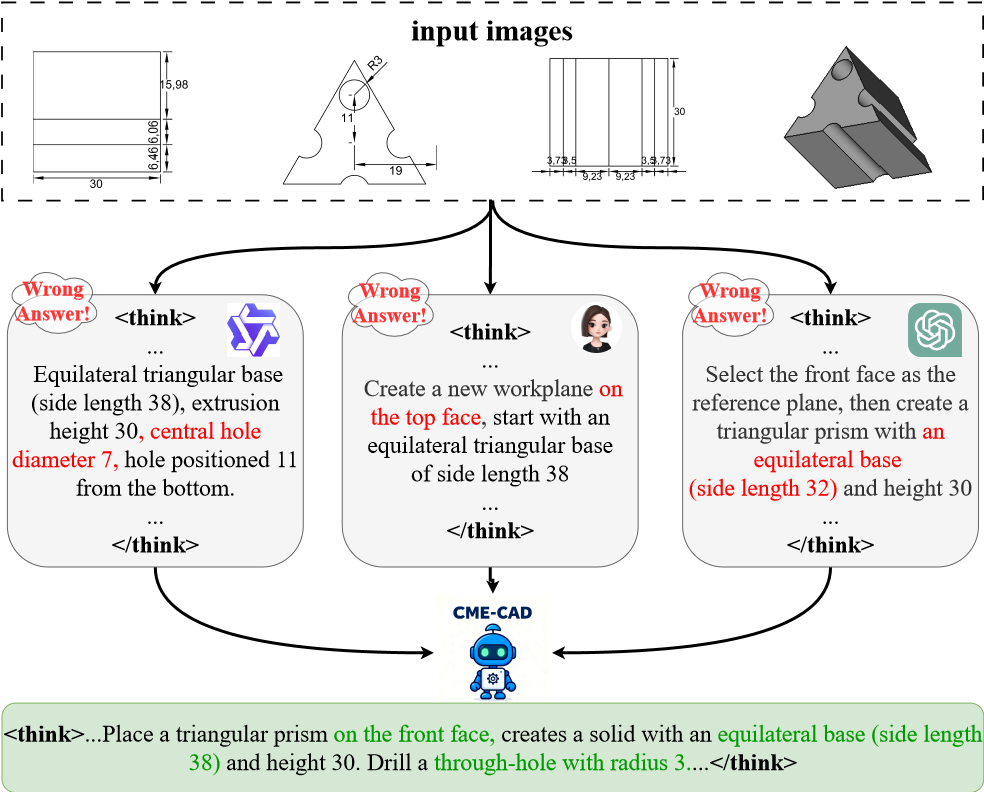 input images
15,98
6,06
6,46
30
R3
11
19
30
3,73
3,5
9,23
9,23
3,5
3,73
Wrong
Answer!
<think>
...
Equilateral triangular base
(side length 38), extrusion
height 30, central hole
diameter 7, hole positioned 11
from the bottom.
...
</think>
Wrong
Answer!
<think>
...
Create a new workplane on
the top face, start with an
equilateral triangular base
of side length 38
...
</think>
Wrong
Answer!
<think>
...
Select the front face as the
reference plane, then create a
triangular prism with an
equilateral base
(side length 32) and height 30
...
</think>
CME-CAD
<think>...Place a triangular prism on the front face, creates a solid with an equilateral base (side length
38) and height 30. Drill a through-hole with radius 3....</think>